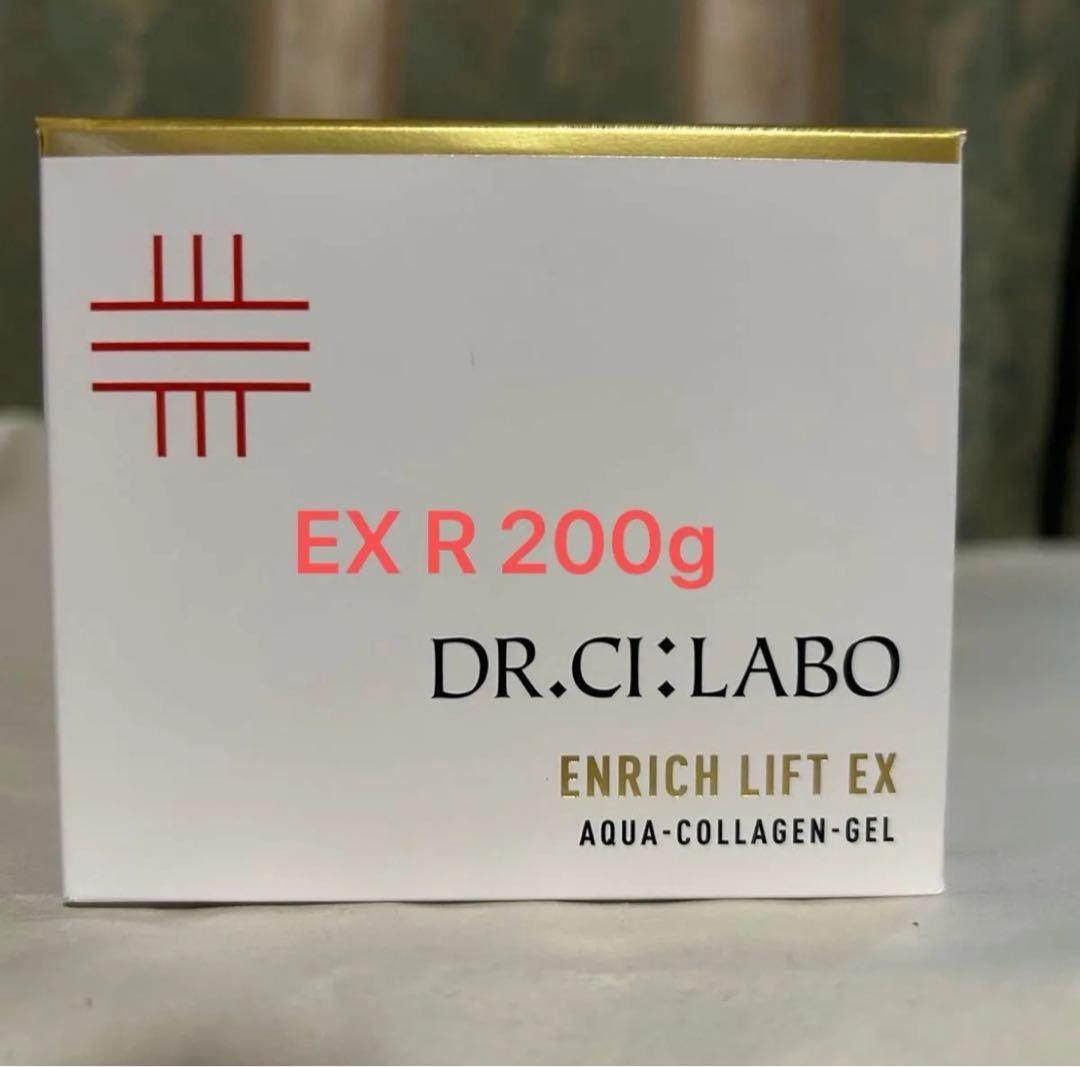 EX R 200g
DR.CI:LABO
ENRICH LIFT EX
AQUA-COLLAGEN-GEL